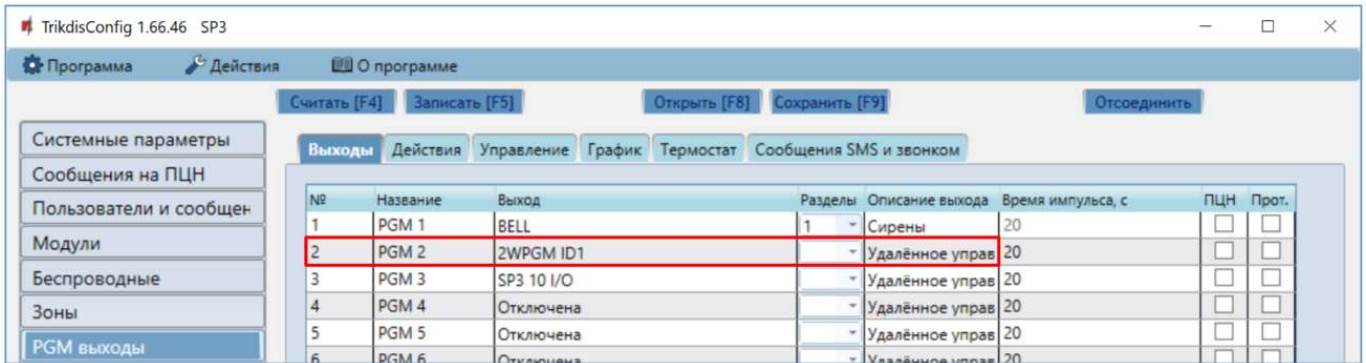 TrikdisConfig 1.66.46 SP3
Программа Действия О программе
Считать [F4] Записать [F5] Открыть [F8] Сохранить [F9] Отсоединить
Системные параметры
Сообщения на ПЦН
Пользователи и сообщен
Модули
Беспроводные
Зоны
PGM выходы
Выходы Действия Управление График Термостат Сообщения SMS и звонком
№ Название Выход Разделы Описание выхода Время импульса, с ПЦН Прот.
1 PGM 1 BELL 1 Сирены 20
2 PGM 2 2WPGM ID1 Удалённое управ 20
3 PGM 3 SP3 10 I/O Удалённое управ 20
4 PGM 4 Отключена Удалённое управ 20
5 PGM 5 Отключена Удалённое управ 20
6 PGM 6 Отключена Удалённое управ 20